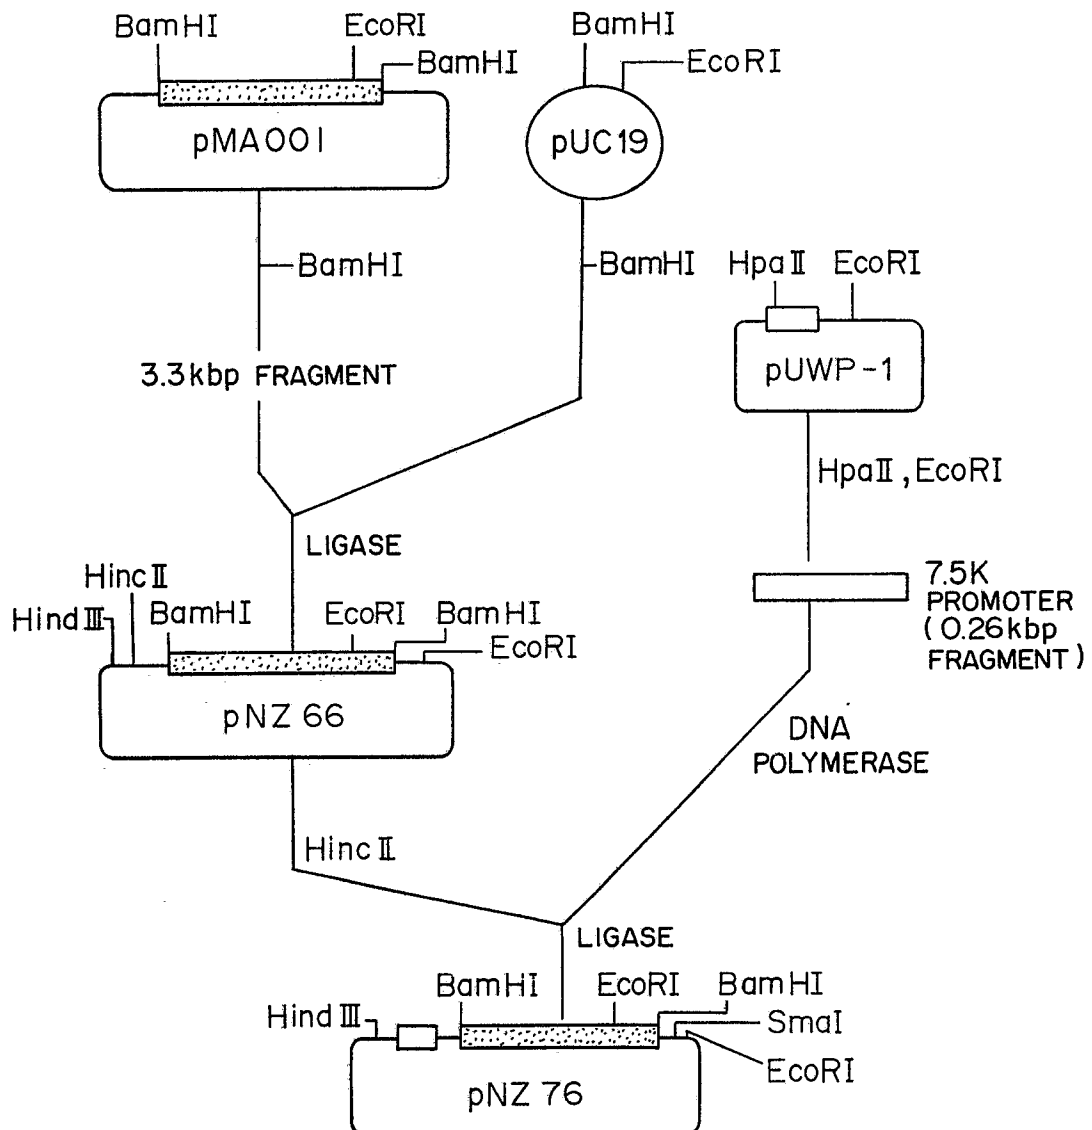 BamHI
EcoRI
BamHI
pMA001
BamHI
EcoRI
pUC19
BamHI
BamHI
3.3kbp FRAGMENT
HpaII
EcoRI
pUWP-1
HpaII, EcoRI
LIGASE
7.5K
PROMOTER
(0.26kbp
FRAGMENT)
HincII
HindIII
BamHI
EcoRI
BamHI
EcoRI
pNZ 66
DNA
POLYMERASE
HincII
LIGASE
HindIII
BamHI
EcoRI
BamHI
SmaI
EcoRI
pNZ 76